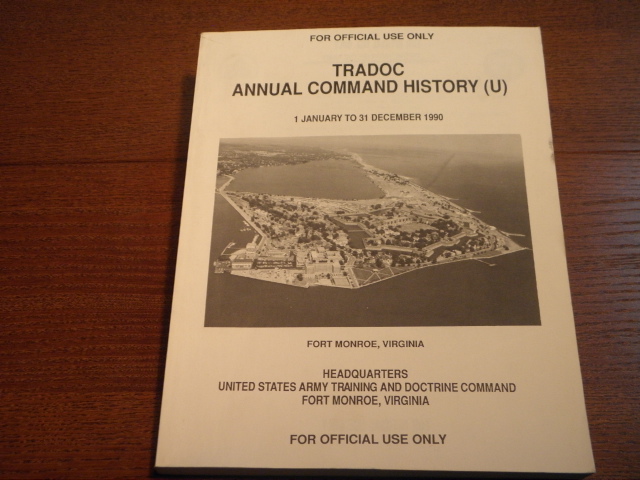 FOR OFFICIAL USE ONLY
TRADOC
ANNUAL COMMAND HISTORY (U)
1 JANUARY TO 31 DECEMBER 1990
FORT MONROE, VIRGINIA
HEADQUARTERS
UNITED STATES ARMY TRAINING AND DOCTRINE COMMAND
FORT MONROE, VIRGINIA
FOR OFFICIAL USE ONLY